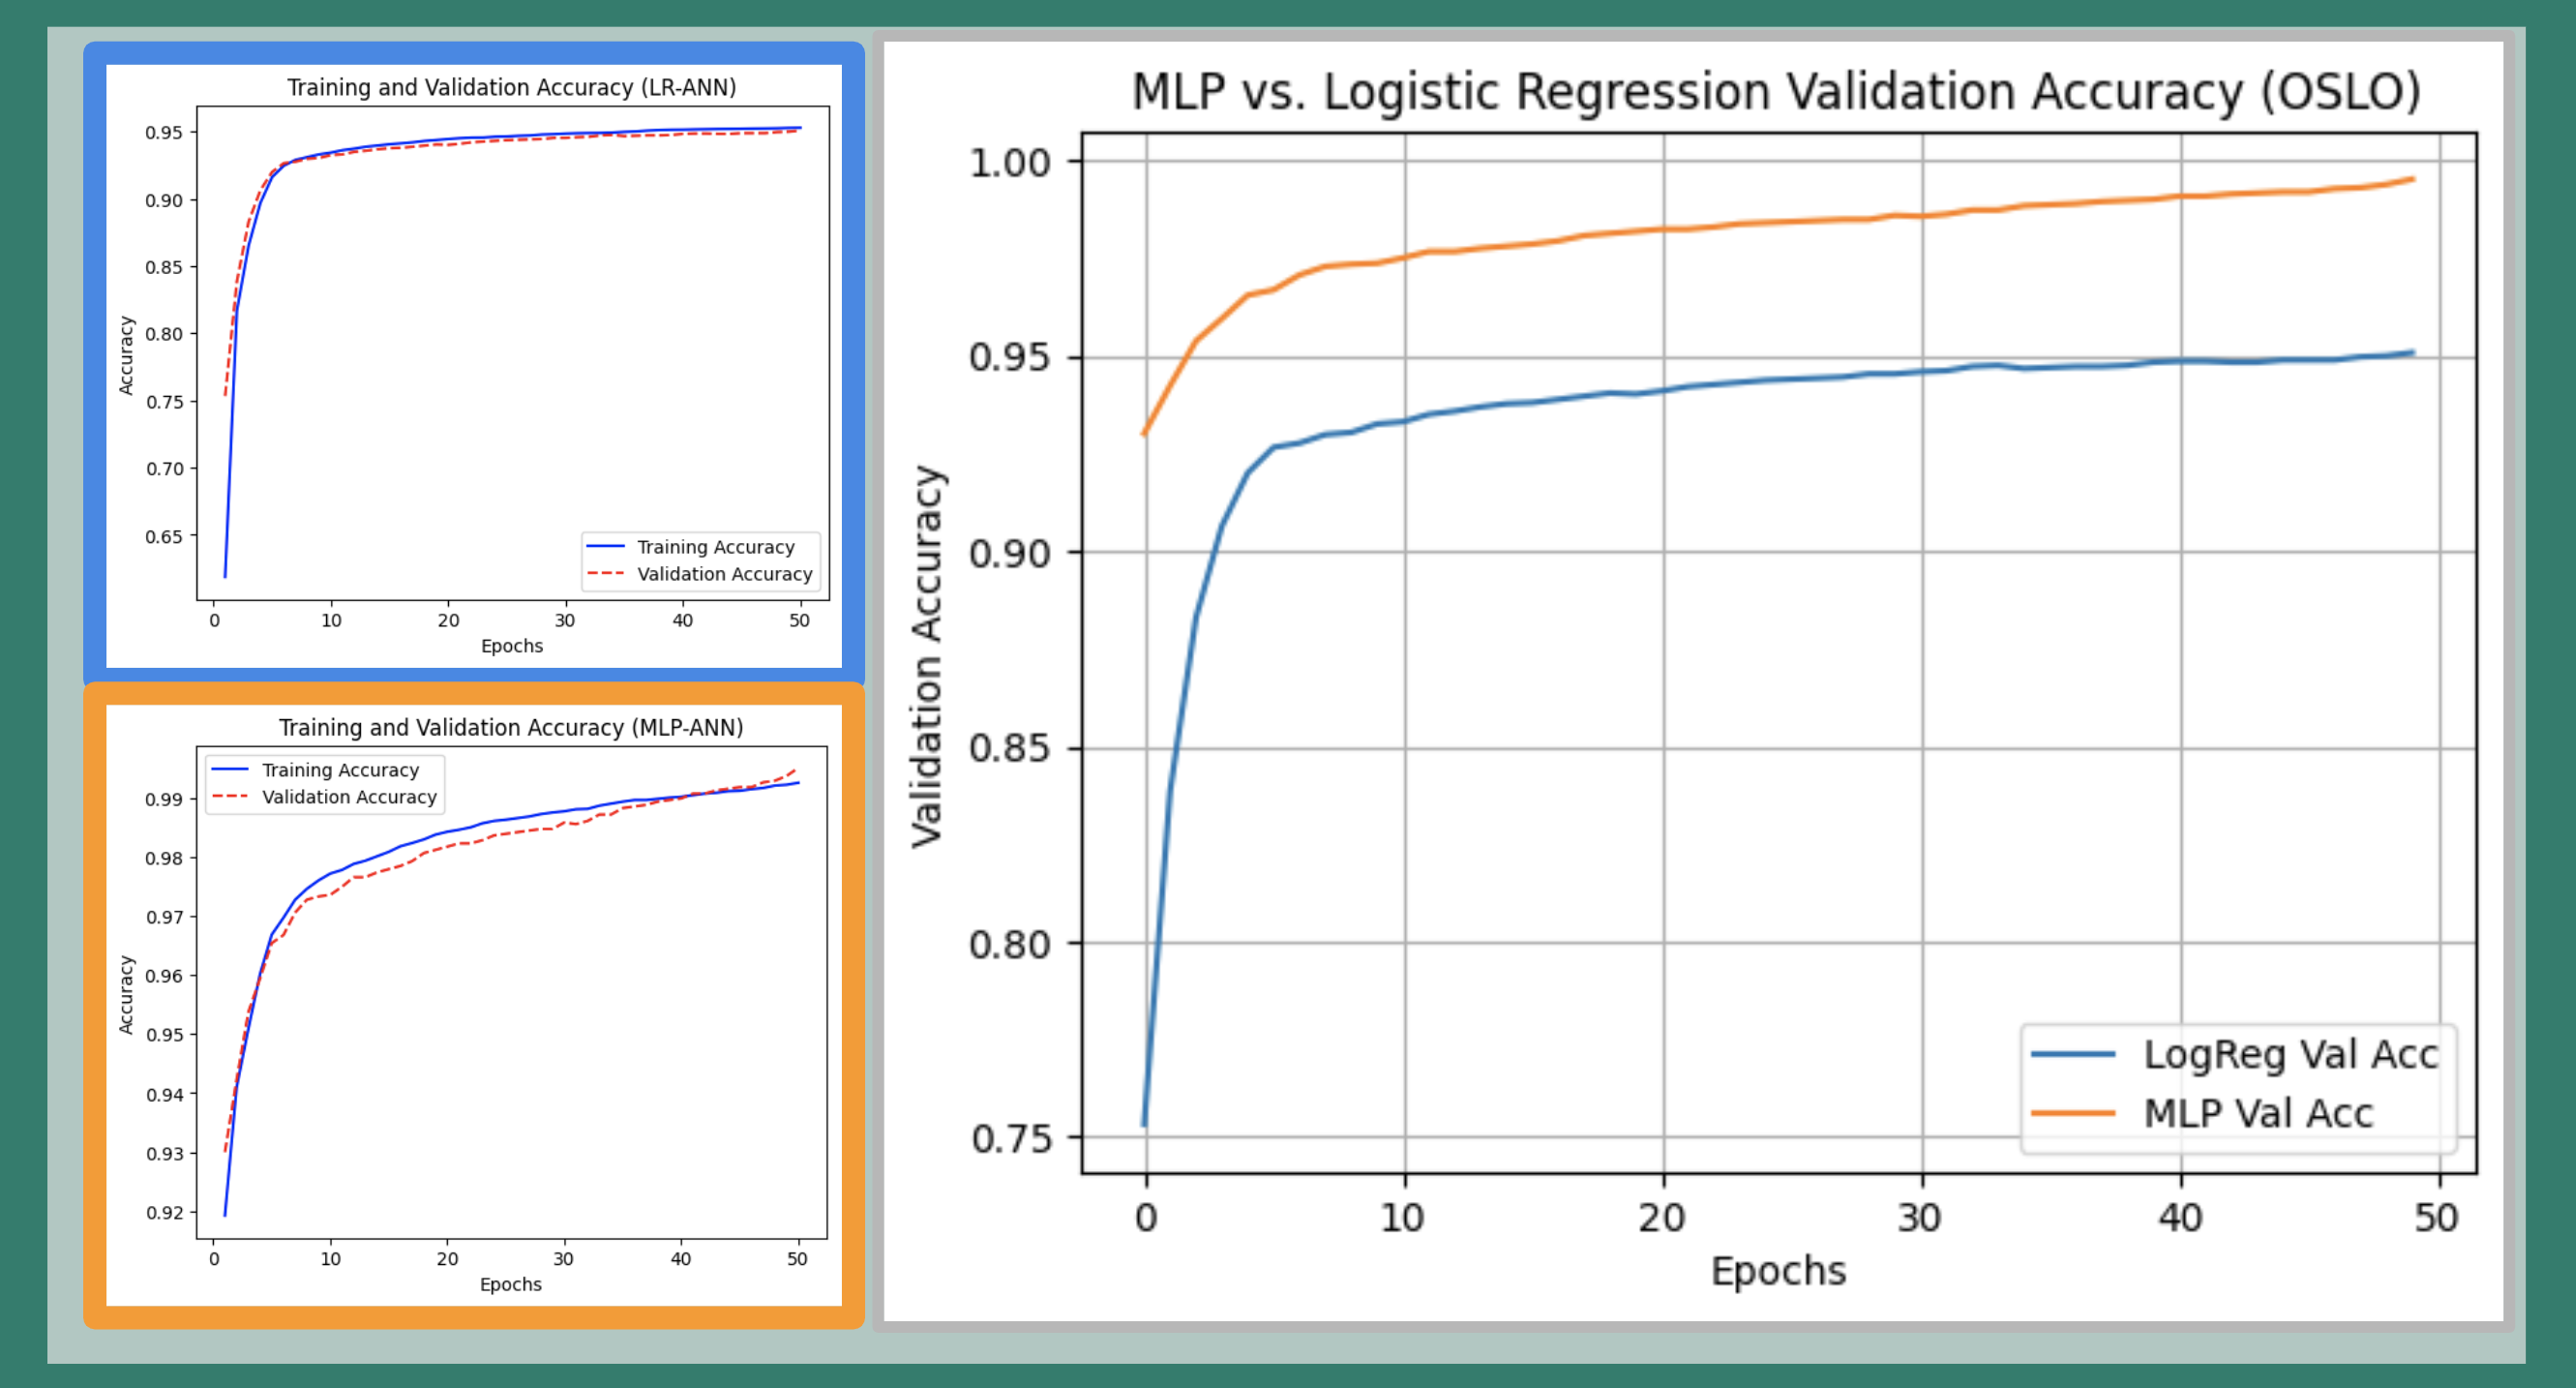 Training and Validation Accuracy (LR-ANN)
0.95
0.90
0.85
0.80
0.75
0.70
0.65
Accuracy
Training Accuracy
Validation Accuracy
0 10 20 30 40 50
Epochs
Training and Validation Accuracy (MLP-ANN)
Training Accuracy
Validation Accuracy
0.99
0.98
0.97
0.96
0.95
0.94
0.93
0.92
Accuracy
0 10 20 30 40 50
Epochs
MLP vs. Logistic Regression Validation Accuracy (OSLO)
1.00
0.95
0.90
0.85
0.80
0.75
Validation Accuracy
LogReg Val Acc
MLP Val Acc
0 10 20 30 40 50
Epochs